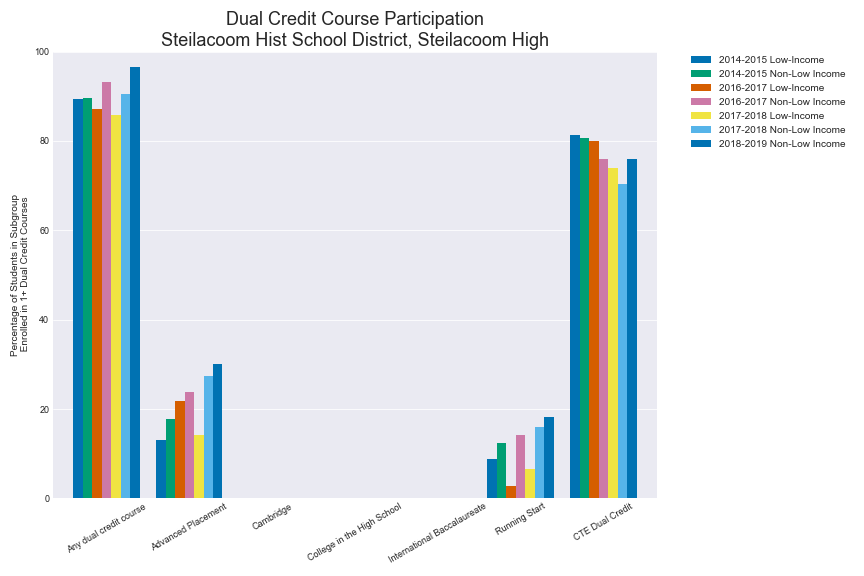 Dual Credit Course Participation
Steilacoom Hist School District, Steilacoom High
100
80
60
40
20
0
Percentage of Students in Subgroup
Enrolled in 1+ Dual Credit Courses
Any dual credit course
Advanced Placement
Cambridge
College in the High School
International Baccalaureate
Running Start
CTE Dual Credit
2014-2015 Low-Income
2014-2015 Non-Low Income
2016-2017 Low-Income
2016-2017 Non-Low Income
2017-2018 Low-Income
2017-2018 Non-Low Income
2018-2019 Non-Low Income